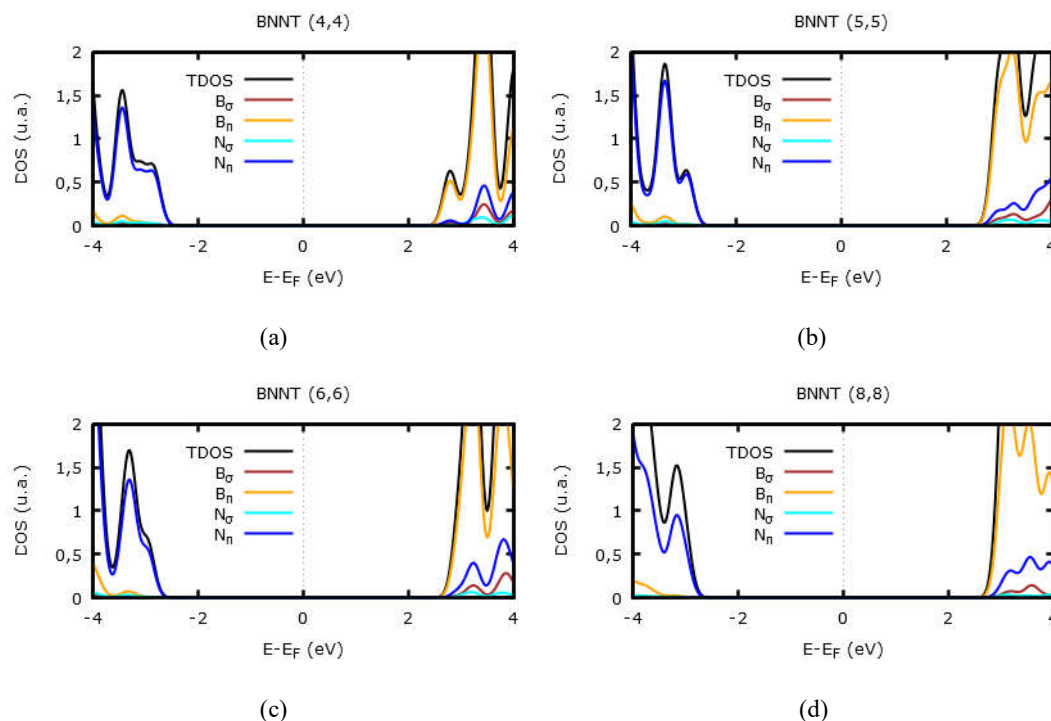 BNNT (4,4)
DOS (u.a.)
2
1,5
1
0,5
0
TDOS
Bσ
Bπ
Nσ
Nπ
-4 -2 0 2 4
E-EF (eV)
(a)
BNNT (5,5)
DOS (u.a.)
2
1,5
1
0,5
0
TDOS
Bσ
Bπ
Nσ
Nπ
-4 -2 0 2 4
E-EF (eV)
(b)
BNNT (6,6)
DOS (u.a.)
2
1,5
1
0,5
0
TDOS
Bσ
Bπ
Nσ
Nπ
-4 -2 0 2 4
E-EF (eV)
(c)
BNNT (8,8)
DOS (u.a.)
2
1,5
1
0,5
0
TDOS
Bσ
Bπ
Nσ
Nπ
-4 -2 0 2 4
E-EF (eV)
(d)